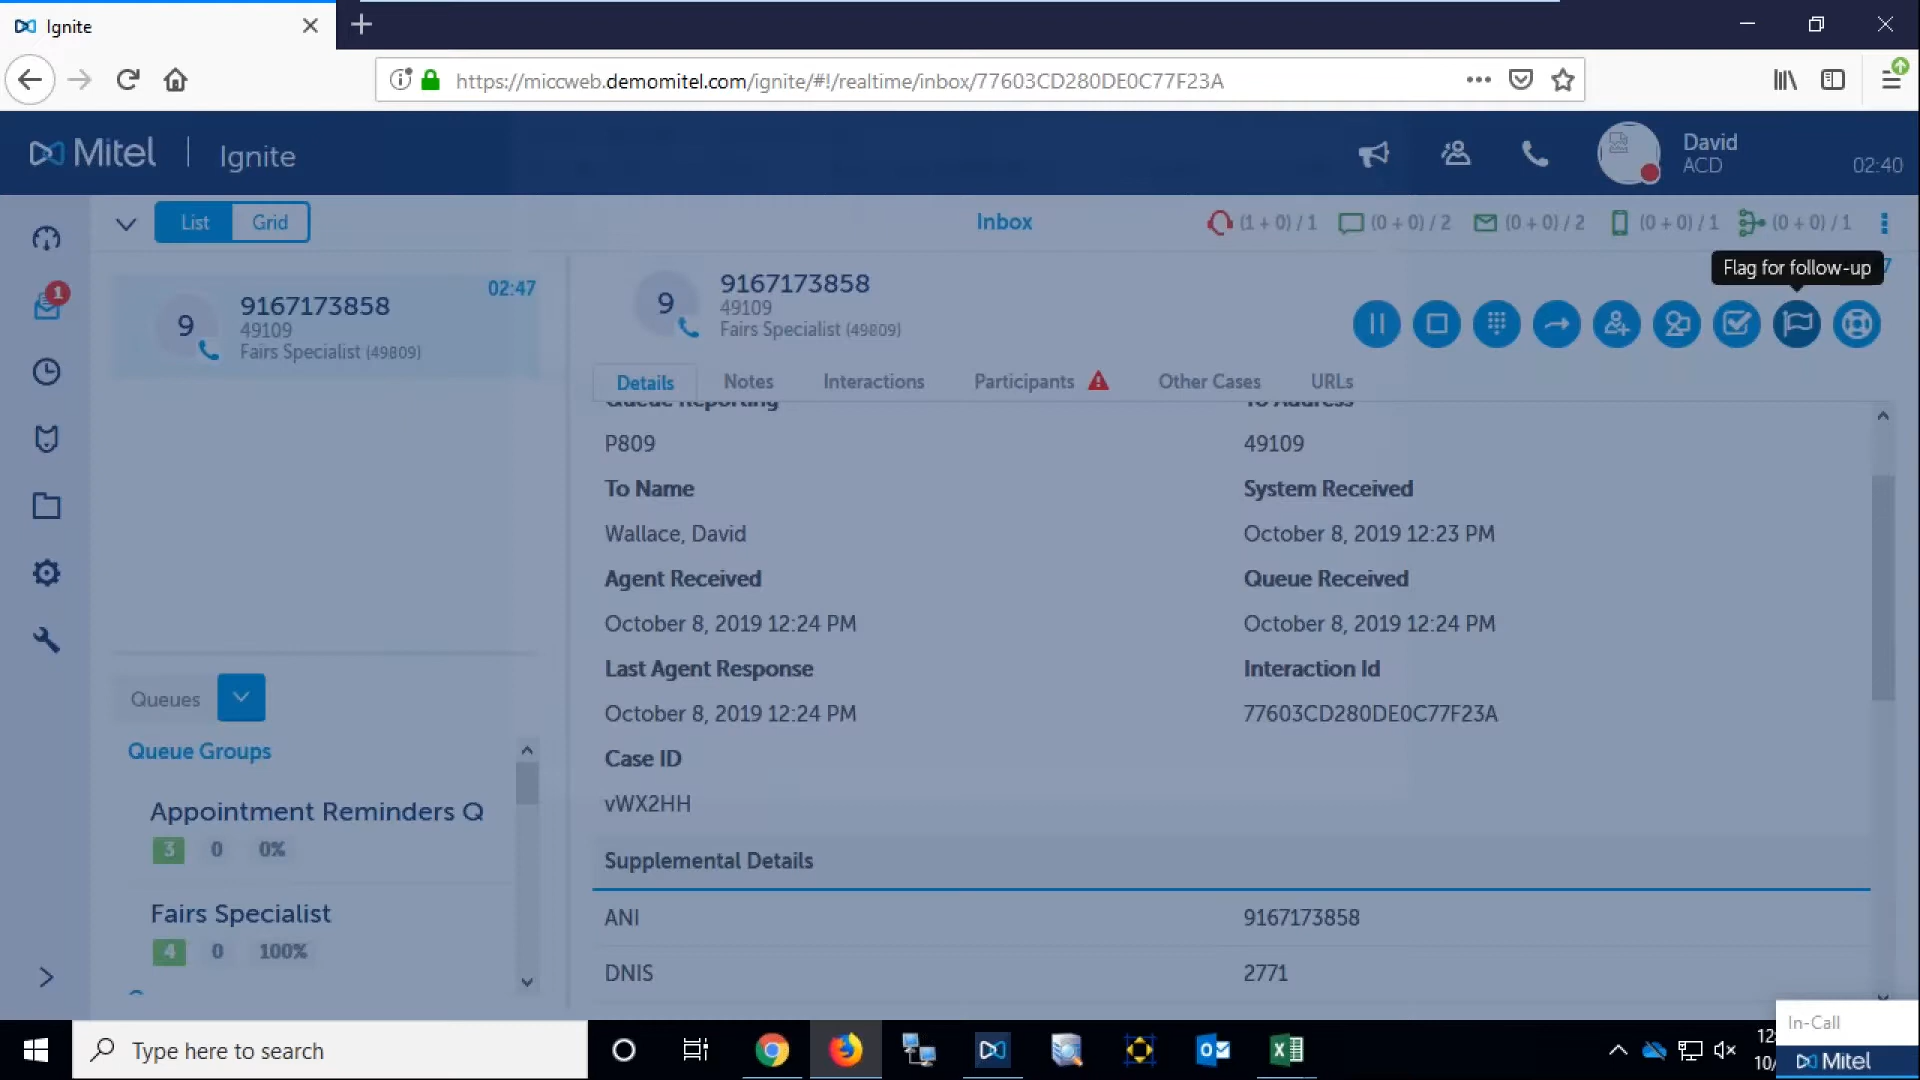 Ignite
https://miccweb.demomitel.com/ignite/#!/realtime/inbox/77603CD280DE0C77F23A
Mitel | Ignite
David
ACD
02:40
List Grid
Inbox
(1 + 0) / 1 (0 + 0) / 2 (0 + 0) / 2 (0 + 0) / 1 (0 + 0) / 1
Flag for follow-up
1
9
9167173858
02:47
49109
Fairs Specialist (49809)
9
9167173858
49109
Fairs Specialist (49809)
Details Notes Interactions Participants Other Cases URLs
Queue Reporting To Address
P809 49109
To Name System Received
Wallace, David October 8, 2019 12:23 PM
Agent Received Queue Received
October 8, 2019 12:24 PM October 8, 2019 12:24 PM
Last Agent Response Interaction Id
October 8, 2019 12:24 PM 77603CD280DE0C77F23A
Case ID
vWX2HH
Supplemental Details
ANI 9167173858
DNIS 2771
Queues
Queue Groups
Appointment Reminders Q
3 0 0%
Fairs Specialist
4 0 100%
Type here to search
In-Call
Mitel